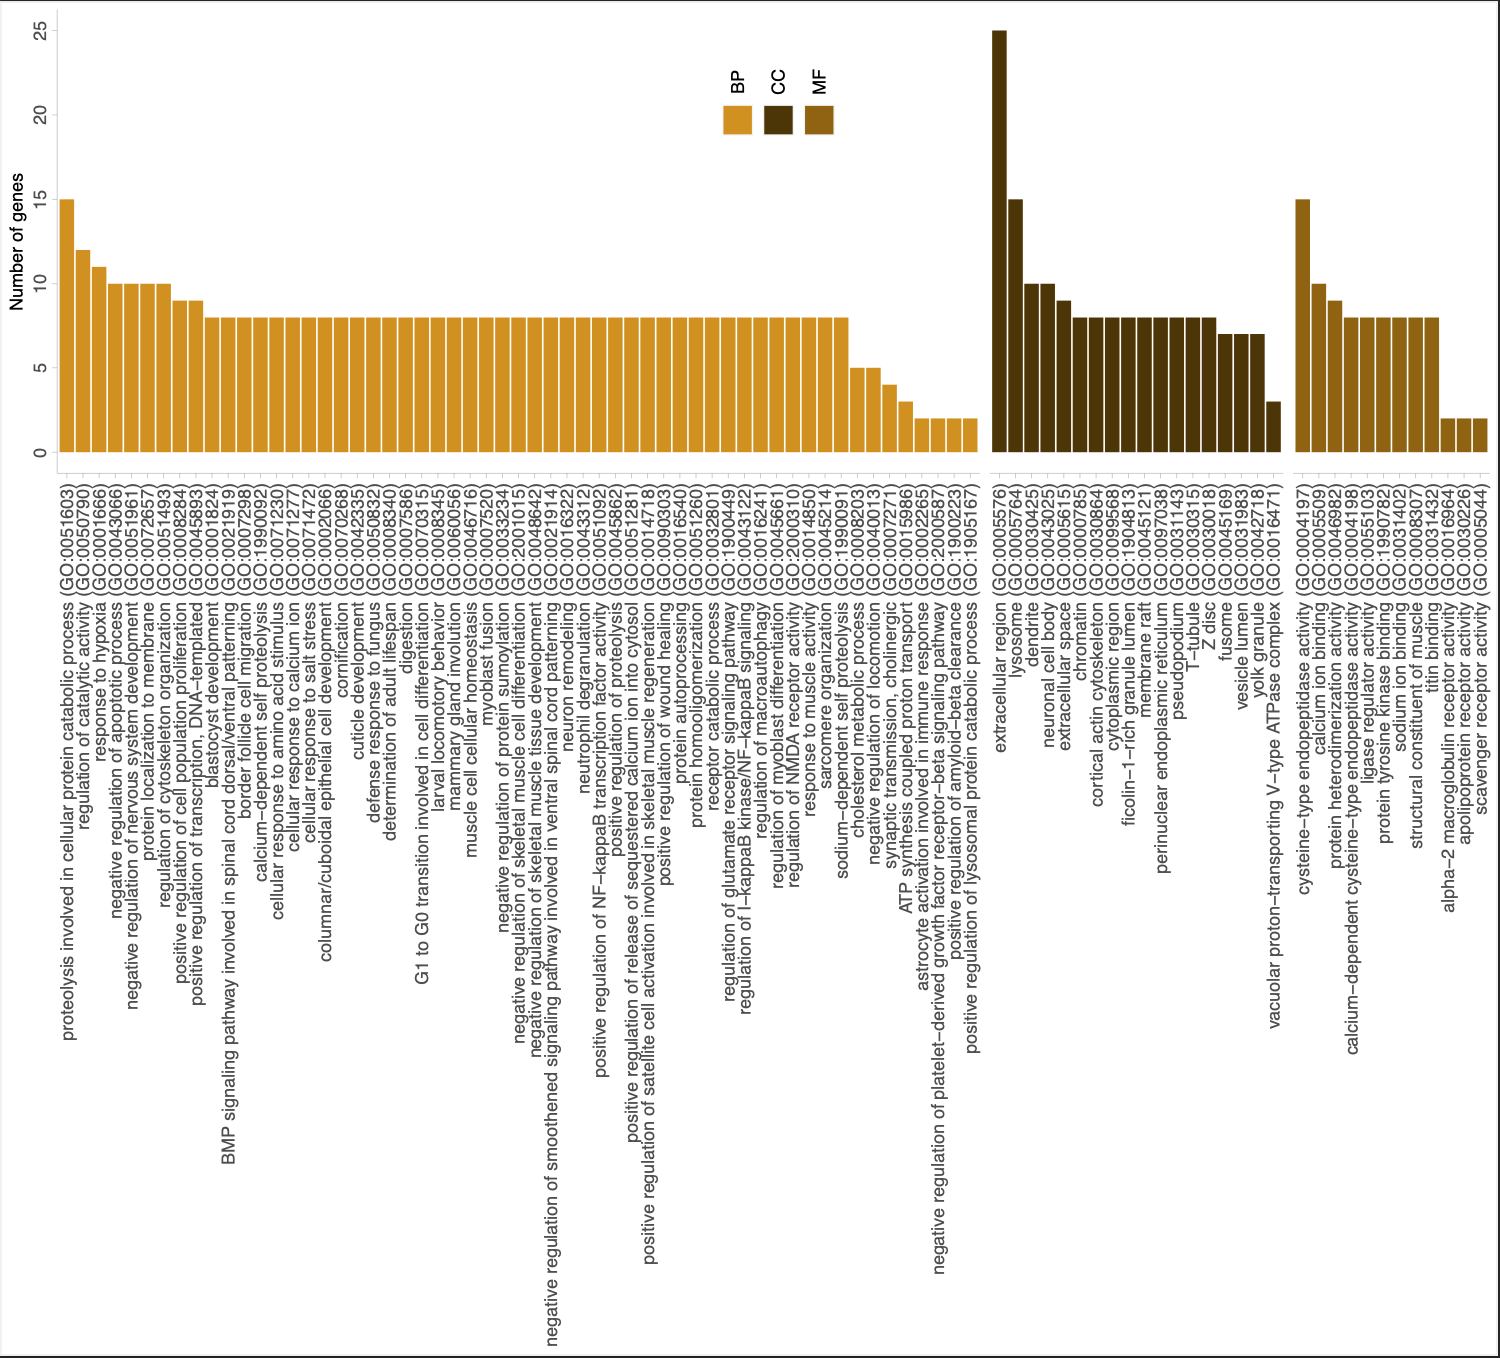 Number of genes
25
20
15
10
5
0
BP
CC
MF
proteolysis involved in cellular protein catabolic process (GO:0051603)
regulation of catalytic activity (GO:0050790)
response to hypoxia (GO:0001666)
negative regulation of apoptotic process (GO:0043066)
negative regulation of nervous system development (GO:0051961)
protein localization to membrane (GO:0072657)
regulation of cytoskeleton organization (GO:0051493)
positive regulation of cell population proliferation (GO:0008284)
positive regulation of transcription, DNA−templated (GO:0045893)
blastocyst development (GO:0001824)
BMP signaling pathway involved in spinal cord dorsal/ventral patterning (GO:0021919)
border follicle cell migration (GO:0007298)
calcium−dependent self proteolysis (GO:1990092)
cellular response to amino acid stimulus (GO:0071230)
cellular response to calcium ion (GO:0071277)
cellular response to salt stress (GO:0071472)
columnar/cuboidal epithelial cell development (GO:0002066)
cornification (GO:0070268)
cuticle development (GO:0042335)
defense response to fungus (GO:0050832)
determination of adult lifespan (GO:0008340)
digestion (GO:0007586)
G1 to G0 transition involved in cell differentiation (GO:0070315)
larval locomotory behavior (GO:0008345)
mammary gland involution (GO:0060056)
muscle cell cellular homeostasis (GO:0046716)
myoblast fusion (GO:0007520)
negative regulation of protein sumoylation (GO:0033234)
negative regulation of skeletal muscle cell differentiation (GO:2001015)
negative regulation of skeletal muscle tissue development (GO:0048642)
negative regulation of smoothened signaling pathway involved in ventral spinal cord patterning (GO:0021914)
neuron remodeling (GO:0016322)
neutrophil degranulation (GO:0043312)
positive regulation of NF−kappaB transcription factor activity (GO:0051092)
positive regulation of proteolysis (GO:0045862)
positive regulation of release of sequestered calcium ion into cytosol (GO:0051281)
positive regulation of satellite cell activation involved in skeletal muscle regeneration (GO:0014718)
positive regulation of wound healing (GO:0090303)
protein autoprocessing (GO:0016540)
protein homooligomerization (GO:0051260)
receptor catabolic process (GO:0032801)
regulation of glutamate receptor signaling pathway (GO:1900449)
regulation of I−kappaB kinase/NF−kappaB signaling (GO:0043122)
regulation of macroautophagy (GO:0016241)
regulation of myoblast differentiation (GO:0045661)
regulation of NMDA receptor activity (GO:2000310)
response to muscle activity (GO:0014850)
sarcomere organization (GO:0045214)
sodium−dependent self proteolysis (GO:1990091)
cholesterol metabolic process (GO:0008203)
negative regulation of locomotion (GO:0040013)
synaptic transmission, cholinergic (GO:0007271)
ATP synthesis coupled proton transport (GO:0015986)
astrocyte activation involved in immune response (GO:0002265)
negative regulation of platelet−derived growth factor receptor−beta signaling pathway (GO:2000587)
positive regulation of amyloid−beta clearance (GO:1900223)
positive regulation of lysosomal protein catabolic process (GO:1905167)
extracellular region (GO:0005576)
lysosome (GO:0005764)
dendrite (GO:0030425)
neuronal cell body (GO:0043025)
extracellular space (GO:0005615)
chromatin (GO:0000785)
cortical actin cytoskeleton (GO:0030864)
cytoplasmic region (GO:0099568)
ficolin−1−rich granule lumen (GO:1904813)
membrane raft (GO:0045121)
perinuclear endoplasmic reticulum (GO:0097038)
pseudopodium (GO:0031143)
T−tubule (GO:0030315)
Z disc (GO:0030018)
fusome (GO:0045169)
vesicle lumen (GO:0031983)
yolk granule (GO:0042718)
vacuolar proton−transporting V−type ATPase complex (GO:0016471)
cysteine−type endopeptidase activity (GO:0004197)
calcium ion binding (GO:0005509)
protein heterodimerization activity (GO:0046982)
calcium−dependent cysteine−type endopeptidase activity (GO:0004198)
ligase regulator activity (GO:0055103)
protein tyrosine kinase binding (GO:1990782)
sodium ion binding (GO:0031402)
structural constituent of muscle (GO:0008307)
titin binding (GO:0031432)
alpha−2 macroglobulin receptor activity (GO:0016964)
apolipoprotein receptor activity (GO:0030226)
scavenger receptor activity (GO:0005044)